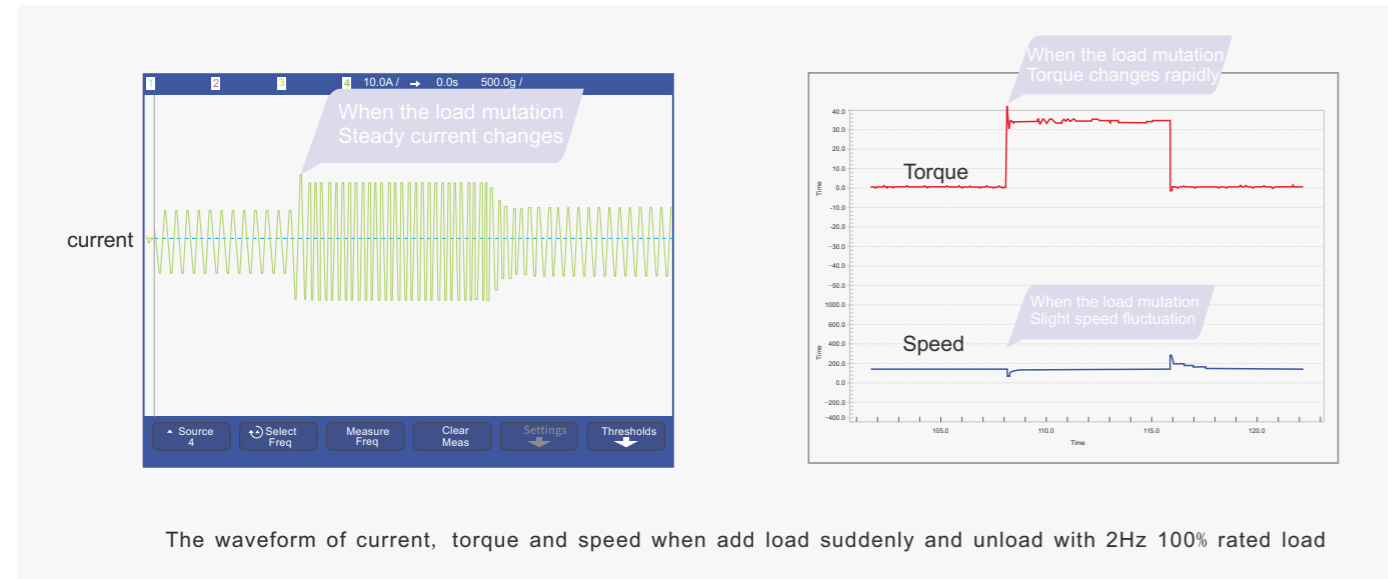 1 2 3 4 10.0A / → 0.0s 500.0g /
When the load mutation
Steady current changes
current
Source
4
Select
Freq
Measure
Freq
Clear
Meas
Settings
Thresholds
When the load mutation
Torque changes rapidly
40.0
30.0
20.0
10.0
0.0
-10.0
-20.0
-30.0
-40.0
-50.0
Time
Torque
When the load mutation
Slight speed fluctuation
1000.0
600.0
400.0
200.0
0.0
-200.0
-400.0
Time
Speed
105.0 110.0 115.0 120.0
Time
The waveform of current, torque and speed when add load suddenly and unload with 2Hz 100% rated load